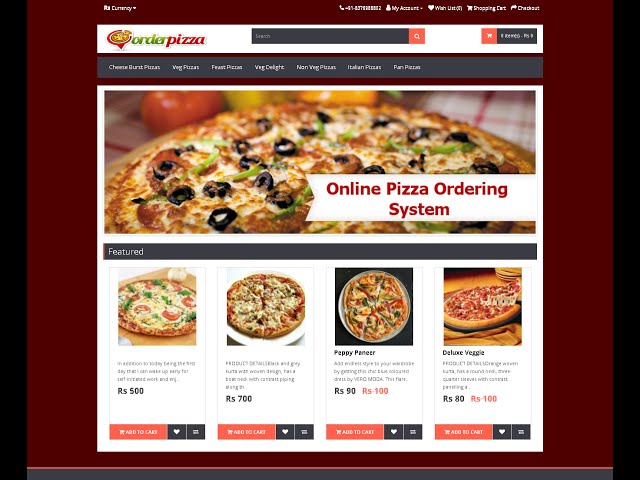 Rs Currency
+91-8376988802 My Account Wish List (0) Shopping Cart Checkout
orderpizza
Search
0 item(s) - Rs 0
Cheese Burst Pizzas Veg Pizzas Feast Pizzas Veg Delight Non Veg Pizzas Italian Pizzas Pan Pizzas
Online Pizza Ordering
System
Featured
In addition to today being the first
day that I can wake up early for
self initiated work and enj..
Rs 500
ADD TO CART
PRODUCT DETAILSBlack and grey
surta with woven design, has a
boat neck with contrast piping
along th..
Rs 700
ADD TO CART
Peppy Paneer
Add endless style to your wardrobe
by getting this chic blue coloured
dress by VERO MODA. This flare,
Rs 90 Rs 100
ADD TO CART
Deluxe Veggie
PRODUCT DETAILSOrange woven
surta, has a round neck, three
quarter sleeves with contrast
panelling a..
Rs 80 Rs 100
ADD TO CART